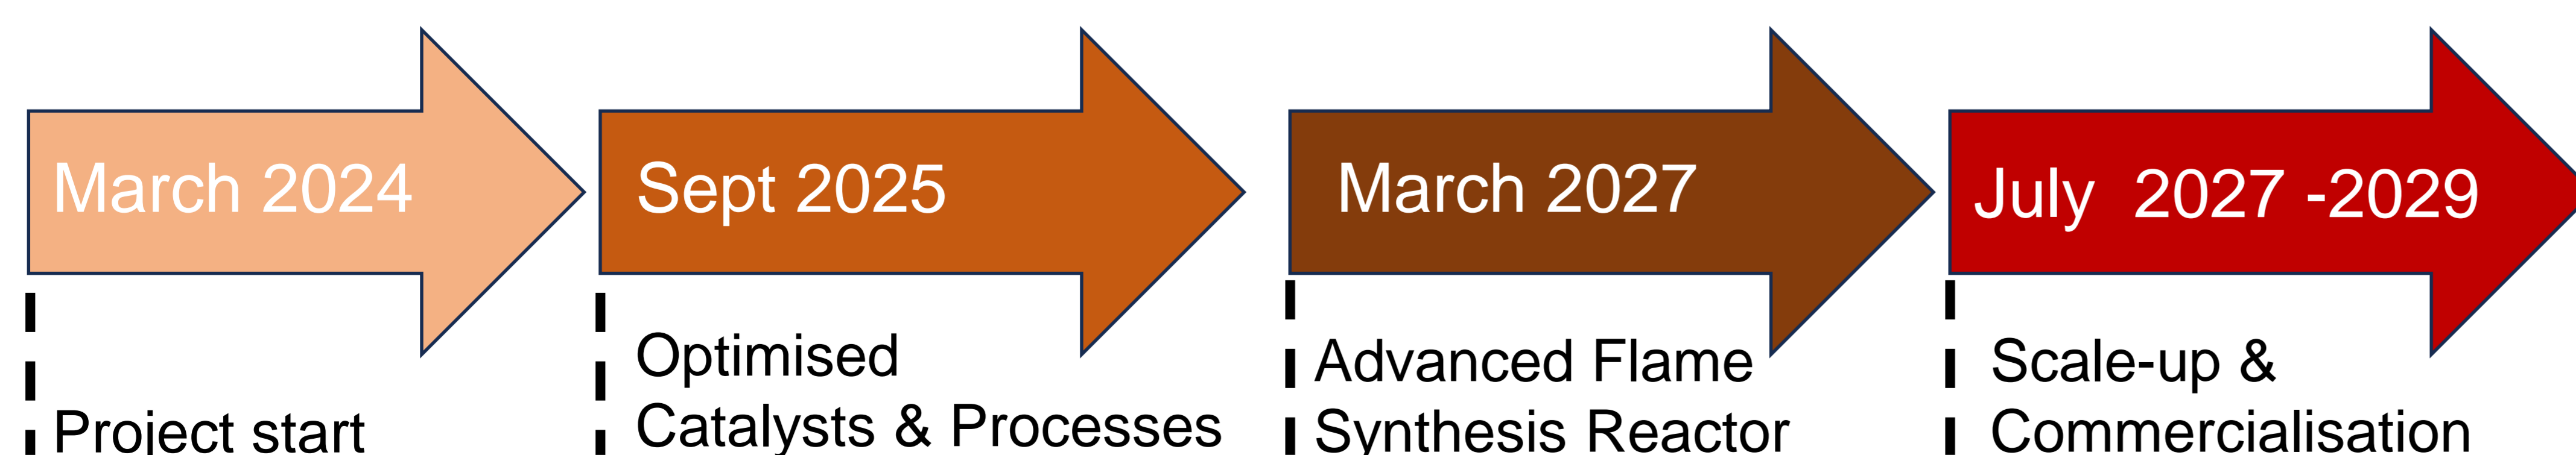 March 2024
Sept 2025
March 2027
July  2027 -2029
Project start
Optimised
Catalysts & Processes
Advanced Flame
Synthesis Reactor
Scale-up &
Commercialisation